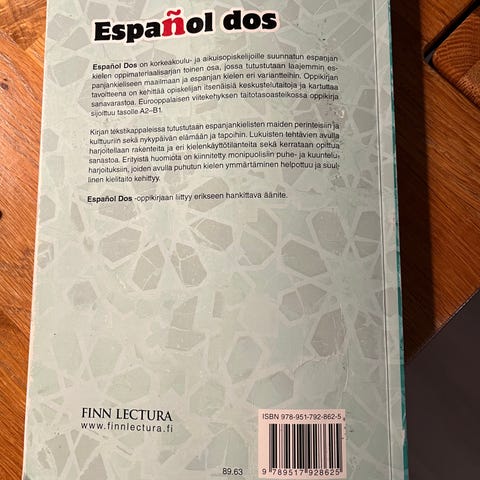 Español dos
Español Dos on korkeakoulu- ja aikuisopiskelijoille suunnatun espanjan
kielen oppimateriaalisarjan toinen osa, jossa tutustutaan laajemmin es-
panjankieliseen maailmaan ja espanjan kielen eri variantteihin. Oppikirjan
tavoitteena on kehittää opiskelijan itsenäisiä keskustelutaitoja ja kartuttaa
sanavarastoa. Eurooppalaisen viitekehyksen taitotasoasteikossa oppikirja
sijoittuu tasolle A2–B1.
Kirjan tekstikappaleissa tutustutaan espanjankielisten maiden perinteisiin ja
kulttuuriin sekä nykypäivän elämään ja tapoihin. Lukuisten tehtävien avulla
harjoitellaan rakenteita ja eri kielenkäyttötilanteita sekä kerrataan opittua
sanastoa. Erityistä huomiota on kiinnitetty monipuolisiin puhe- ja kuuntelu-
harjoituksiin, joiden avulla puhutun kielen ymmärtäminen helpottuu ja suul-
linen kielitaito kehittyy.
Español Dos -oppikirjaan liittyy erikseen hankittava äänite.
FINN LECTURA
www.finnlectura.fi
89.63
ISBN 978-951-792-862-5
9 789517 928625